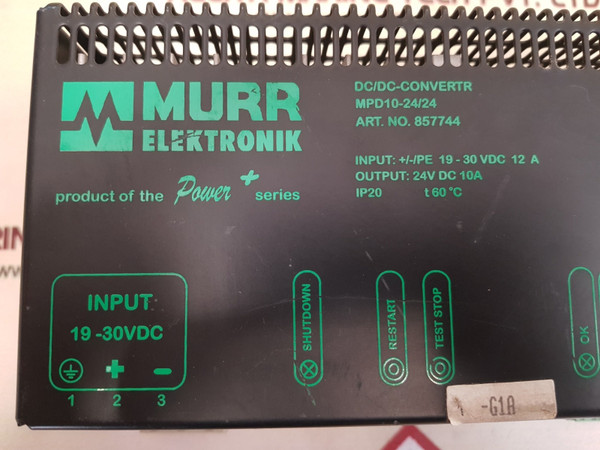 MURR
ELEKTRONIK
product of the Power + series
DC/DC-CONVERTR
MPD10-24/24
ART. NO. 857744
INPUT: +/-/PE 19 - 30 VDC 12 A
OUTPUT: 24V DC 10A
IP20 t 60 °C
INPUT
19 -30VDC
+ -
1 2 3
SHUTDOWN
RESTART
TEST STOP
OK
-G1A